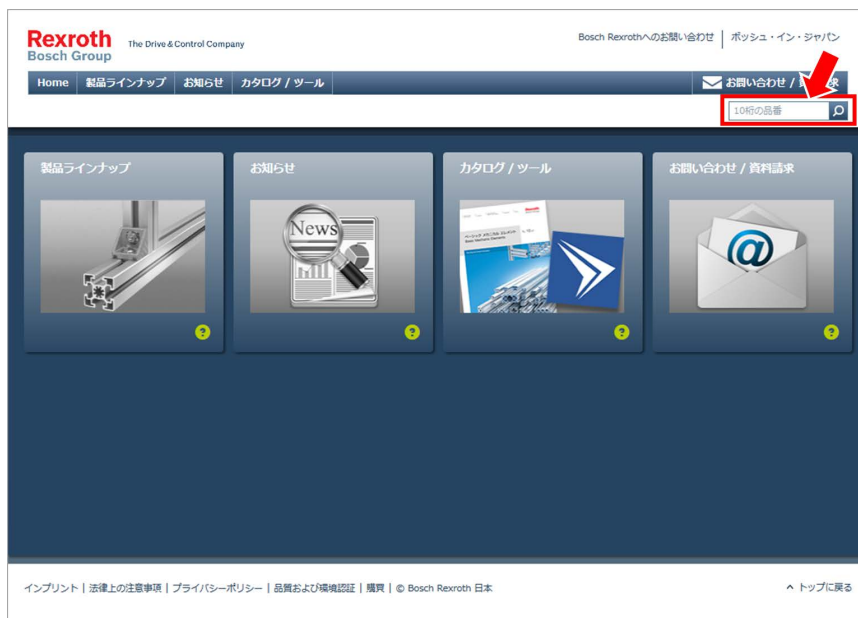 Rexroth
Bosch Group
The Drive & Control Company
Bosch Rexrothへのお問い合わせ | ボッシュ・イン・ジャパン
Home 製品ラインナップ お知らせ カタログ / ツール
お問い合わせ /
10桁の品番
製品ラインナップ
お知らせ
カタログ / ツール
お問い合わせ / 資料請求
News
@
?
?
?
?
インプリント | 法律上の注意事項 | プライバシーポリシー | 品質および環境認証 | 購買 | © Bosch Rexroth 日本
トップに戻る